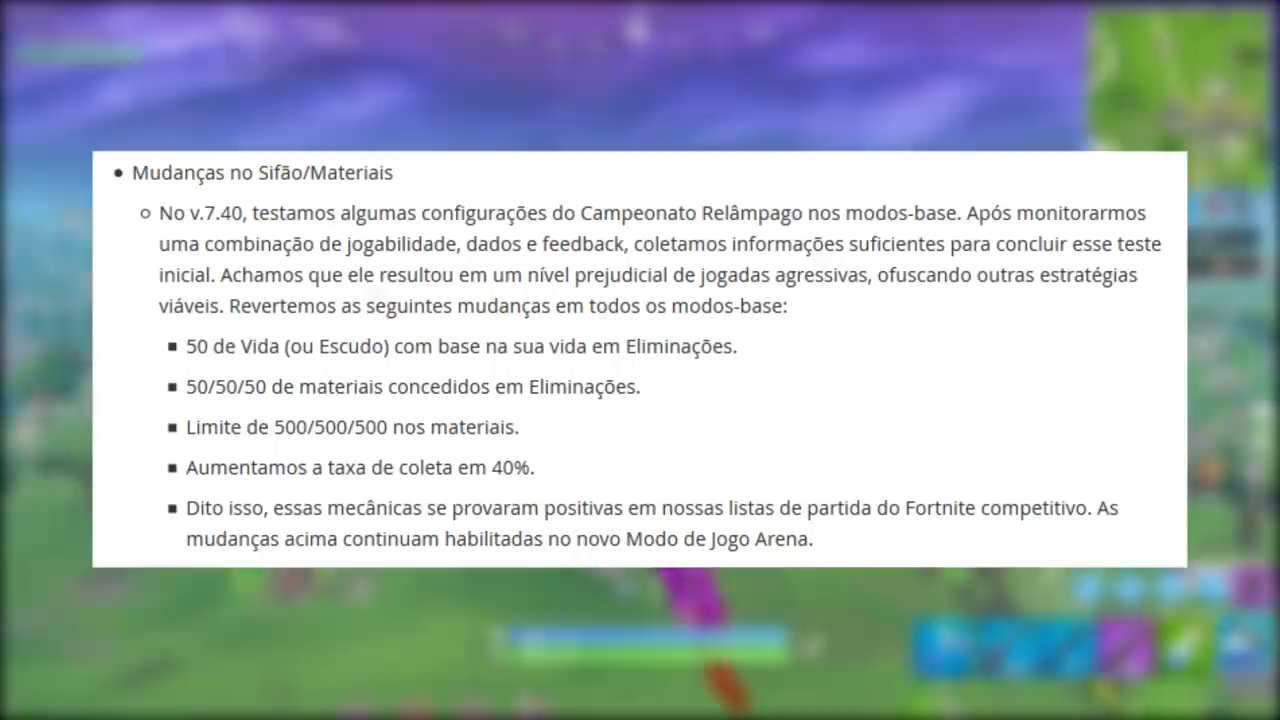 Mudanças no Sifão/Materiais
No v.7.40, testamos algumas configurações do Campeonato Relâmpago nos modos-base. Após monitorarmos
uma combinação de jogabilidade, dados e feedback, coletamos informações suficientes para concluir esse teste
inicial. Achamos que ele resultou em um nível prejudicial de jogadas agressivas, ofuscando outras estratégias
viáveis. Revertemos as seguintes mudanças em todos os modos-base:
50 de Vida (ou Escudo) com base na sua vida em Eliminações.
50/50/50 de materiais concedidos em Eliminações.
Limite de 500/500/500 nos materiais.
Aumentamos a taxa de coleta em 40%.
Dito isso, essas mecânicas se provaram positivas em nossas listas de partida do Fortnite competitivo. As
mudanças acima continuam habilitadas no novo Modo de Jogo Arena.